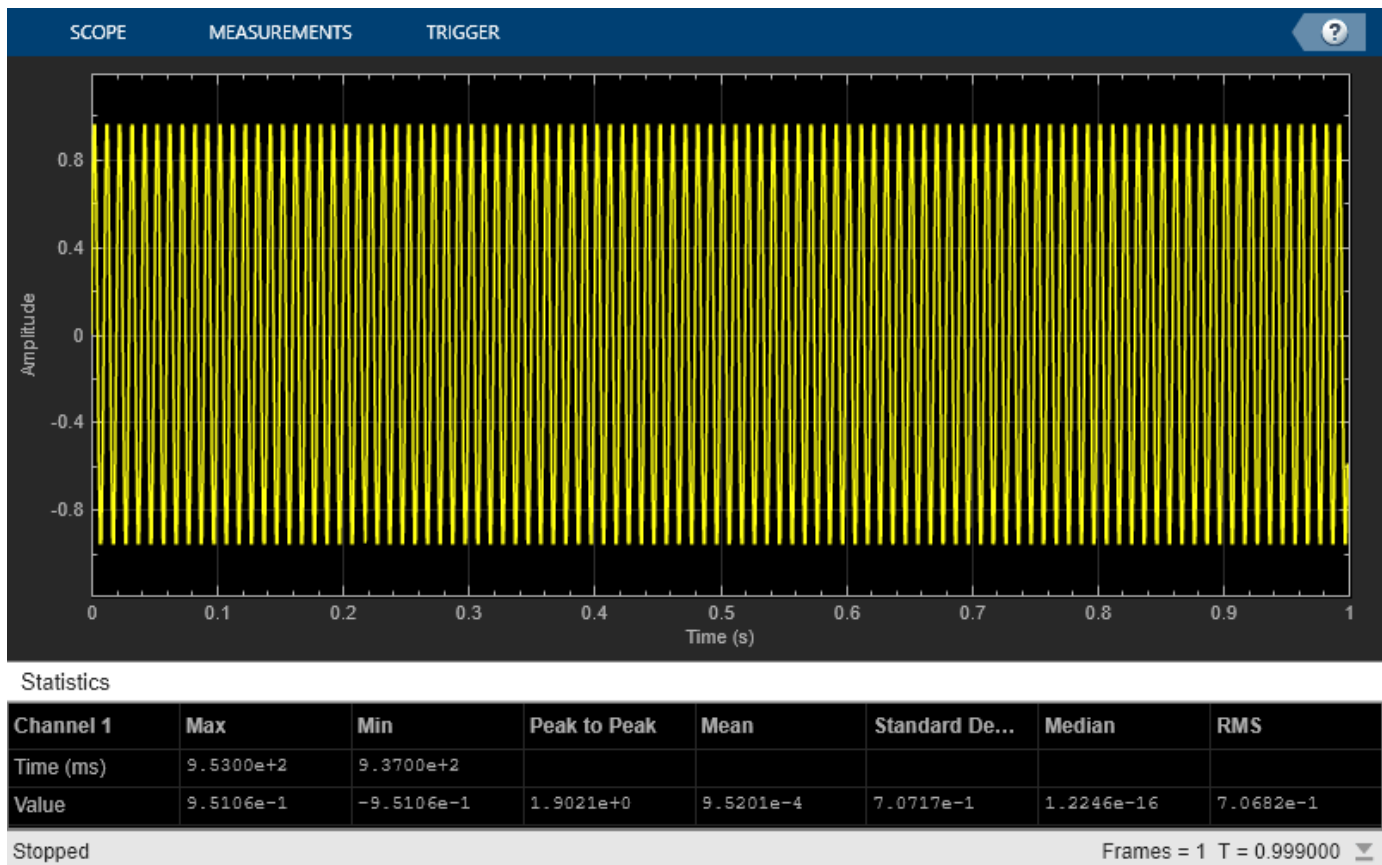 SCOPE MEASUREMENTS TRIGGER ?
0.8
0.4
0
-0.4
-0.8
Amplitude
0 0.1 0.2 0.3 0.4 0.5 0.6 0.7 0.8 0.9 1
Time (s)
Statistics
Channel 1 Max Min Peak to Peak Mean Standard De... Median RMS
Time (ms) 9.5300e+2 9.3700e+2
Value 9.5106e-1 -9.5106e-1 1.9021e+0 9.5201e-4 7.0717e-1 1.2246e-16 7.0682e-1
Stopped Frames = 1 T = 0.999000